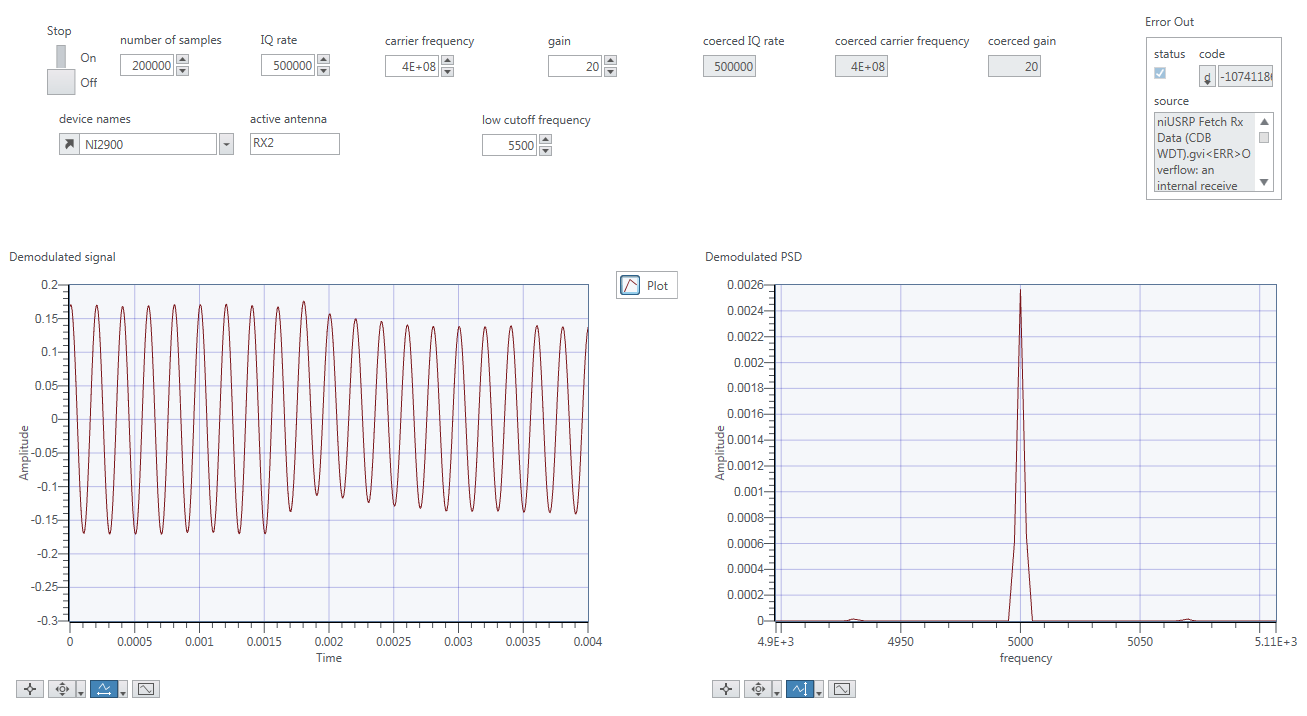 Stop
On
Off
number of samples
200000
IQ rate
500000
carrier frequency
4E+08
gain
20
coerced IQ rate
500000
coerced carrier frequency
4E+08
coerced gain
20
Error Out
status
code
d
-10741186
source
niUSRP Fetch Rx
Data (CDB
WDT).gvi<ERR>O
verflow: an
internal receive
device names
NI2900
active antenna
RX2
low cutoff frequency
5500
Demodulated signal
Plot
0.2
0.15
0.1
0.05
0
-0.05
-0.1
-0.15
-0.2
-0.25
-0.3
Amplitude
0
0.0005
0.001
0.0015
0.002
0.0025
0.003
0.0035
0.004
Time
Demodulated PSD
0.0026
0.0024
0.0022
0.002
0.0018
0.0016
0.0014
0.0012
0.001
0.0008
0.0006
0.0004
0.0002
0
Amplitude
4.9E+3
4950
5000
5050
5.11E+3
frequency